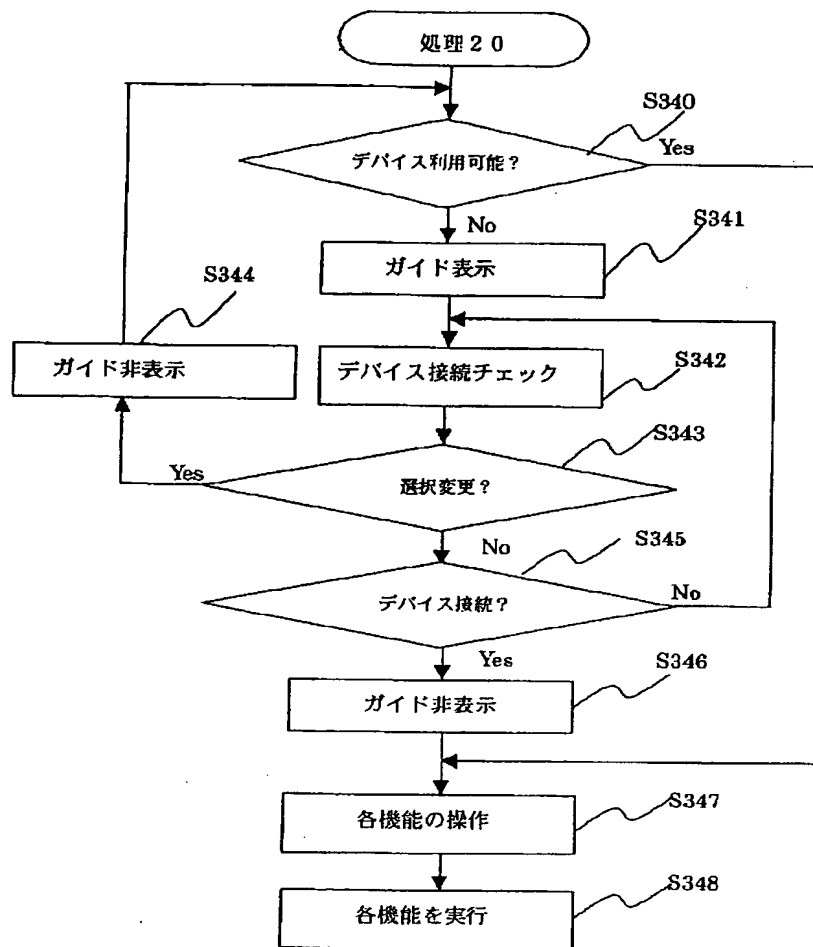 処理20
S340
デバイス利用可能?
Yes
No
S341
ガイド表示
S344
ガイド非表示
デバイス接続チェック
S342
S343
Yes
選択変更?
No
S345
デバイス接続?
No
Yes
S346
ガイド非表示
各機能の操作
S347
各機能を実行
S348